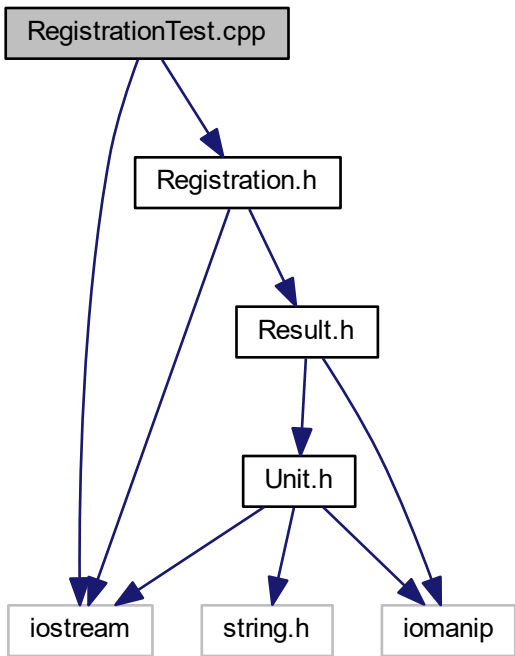 RegistrationTest.cpp
Registration.h
Result.h
Unit.h
iostream
string.h
iomanip